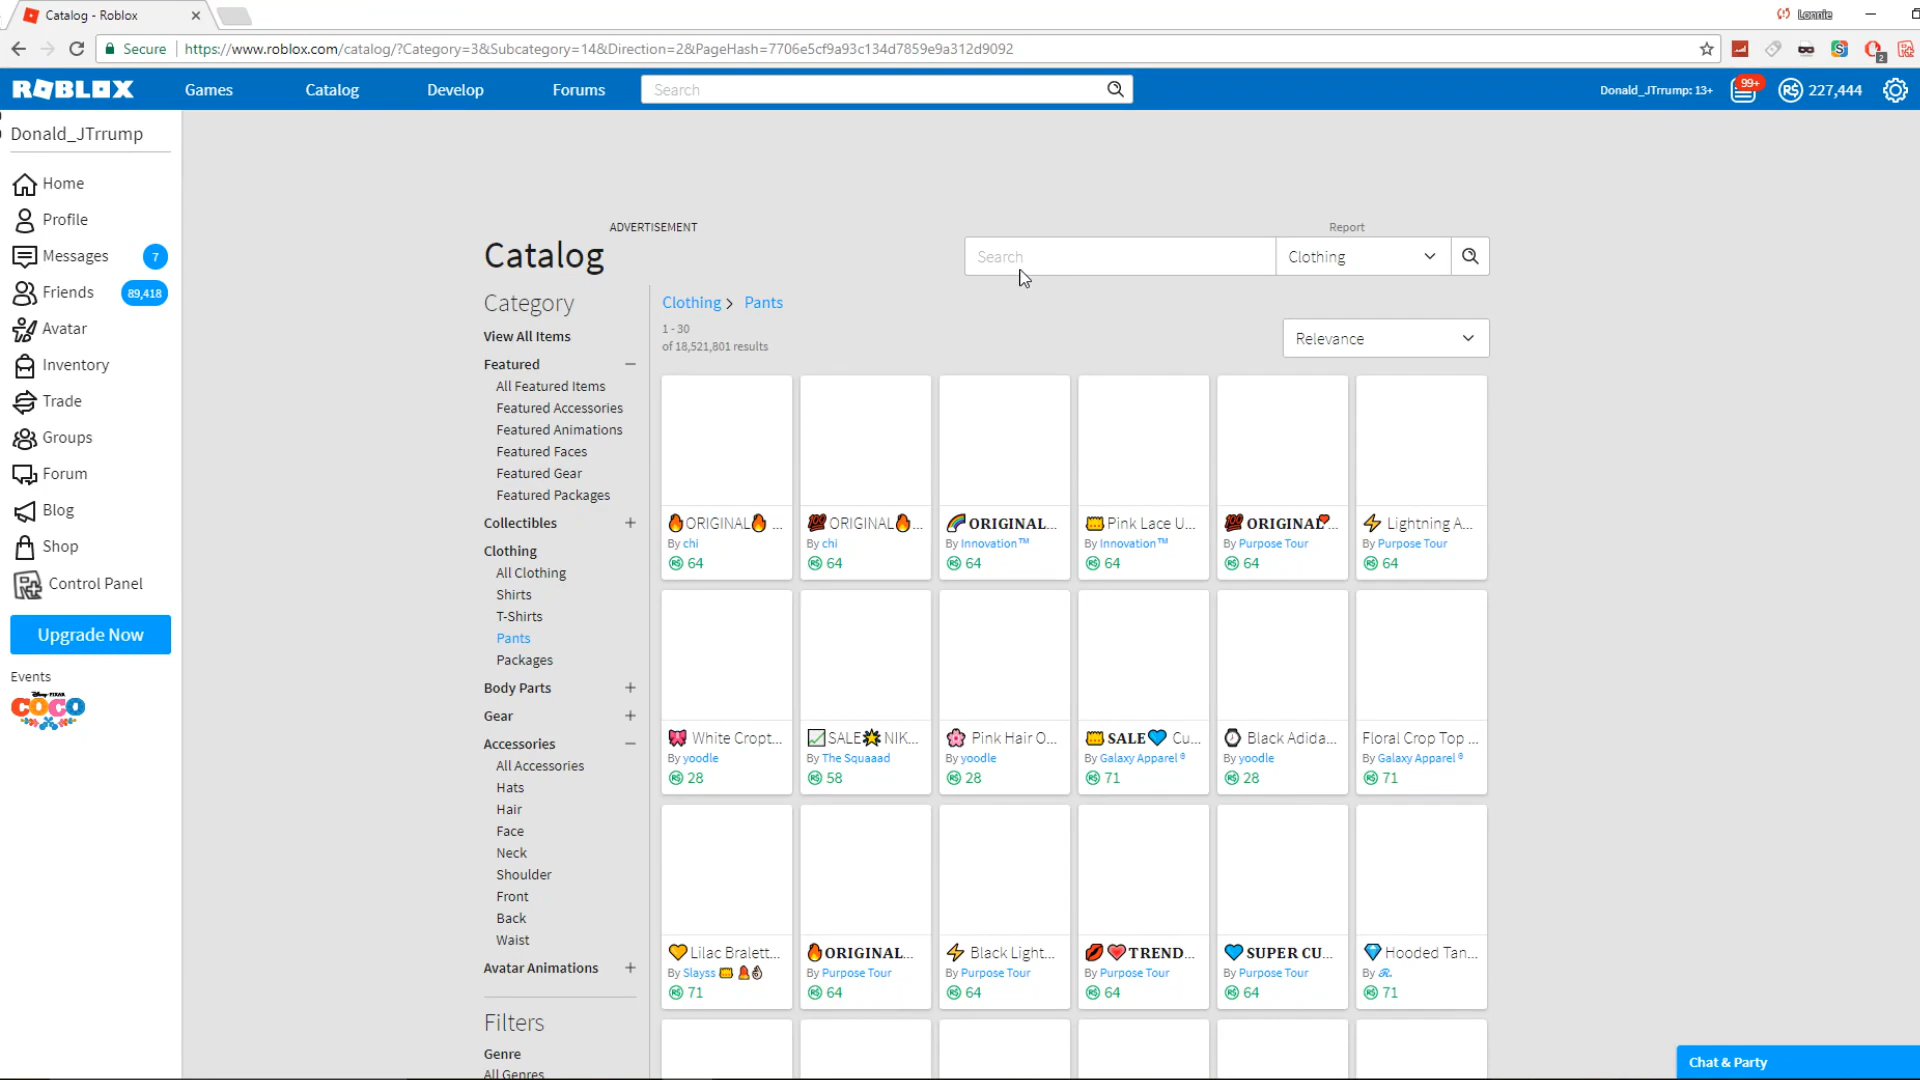 Catalog - Roblox
Lonnie
Secure
https://www.roblox.com/catalog/?Category=3&Subcategory=14&Direction=2&PageHash=7706e5cf9a93c134d7859e9a312d9092
2
ROBLOX
Games
Catalog
Develop
Forums
Search
Donald_JTrrump: 13+
99+
R$ 227,444
Donald_JTrrump
Home
Profile
Messages 7
Friends 89,418
Avatar
Inventory
Trade
Groups
Forum
Blog
Shop
Control Panel
Upgrade Now
Events
Disney PIXAR
COCO
ADVERTISEMENT
Report
Catalog
Search
Clothing
Category
View All Items
Featured −
All Featured Items
Featured Accessories
Featured Animations
Featured Faces
Featured Gear
Featured Packages
Collectibles +
Clothing
All Clothing
Shirts
T-Shirts
Pants
Packages
Body Parts +
Gear +
Accessories −
All Accessories
Hats
Hair
Face
Neck
Shoulder
Front
Back
Waist
Avatar Animations +
Filters
Genre
All Genres
Clothing > Pants
1 - 30
of 18,521,801 results
Relevance
🔥ORIGINAL🔥 ...
By chi
R$ 64
💯 ORIGINAL🔥...
By chi
R$ 64
🌈 ORIGINAL...
By Innovation™
R$ 64
🎫 Pink Lace U...
By Innovation™
R$ 64
💯 ORIGINAL❤...
By Purpose Tour
R$ 64
⚡ Lightning A...
By Purpose Tour
R$ 64
🎀 White Cropt...
By yoodle
R$ 28
📈SALE🌟 NIK...
By The Squaaad
R$ 58
🌸 Pink Hair O...
By yoodle
R$ 28
🎫 SALE💙 Cu...
By Galaxy Apparel ®
R$ 71
⌚ Black Adida...
By yoodle
R$ 28
Floral Crop Top ...
By Galaxy Apparel ®
R$ 71
💛 Lilac Bralett...
By Slayss 🎫🔔👌
R$ 71
🔥ORIGINAL...
By Purpose Tour
R$ 64
⚡ Black Light...
By Purpose Tour
R$ 64
💋 💗TREND...
By Purpose Tour
R$ 64
💙 SUPER CU...
By Purpose Tour
R$ 64
💎 Hooded Tan...
By ℛ.
R$ 71
Chat & Party